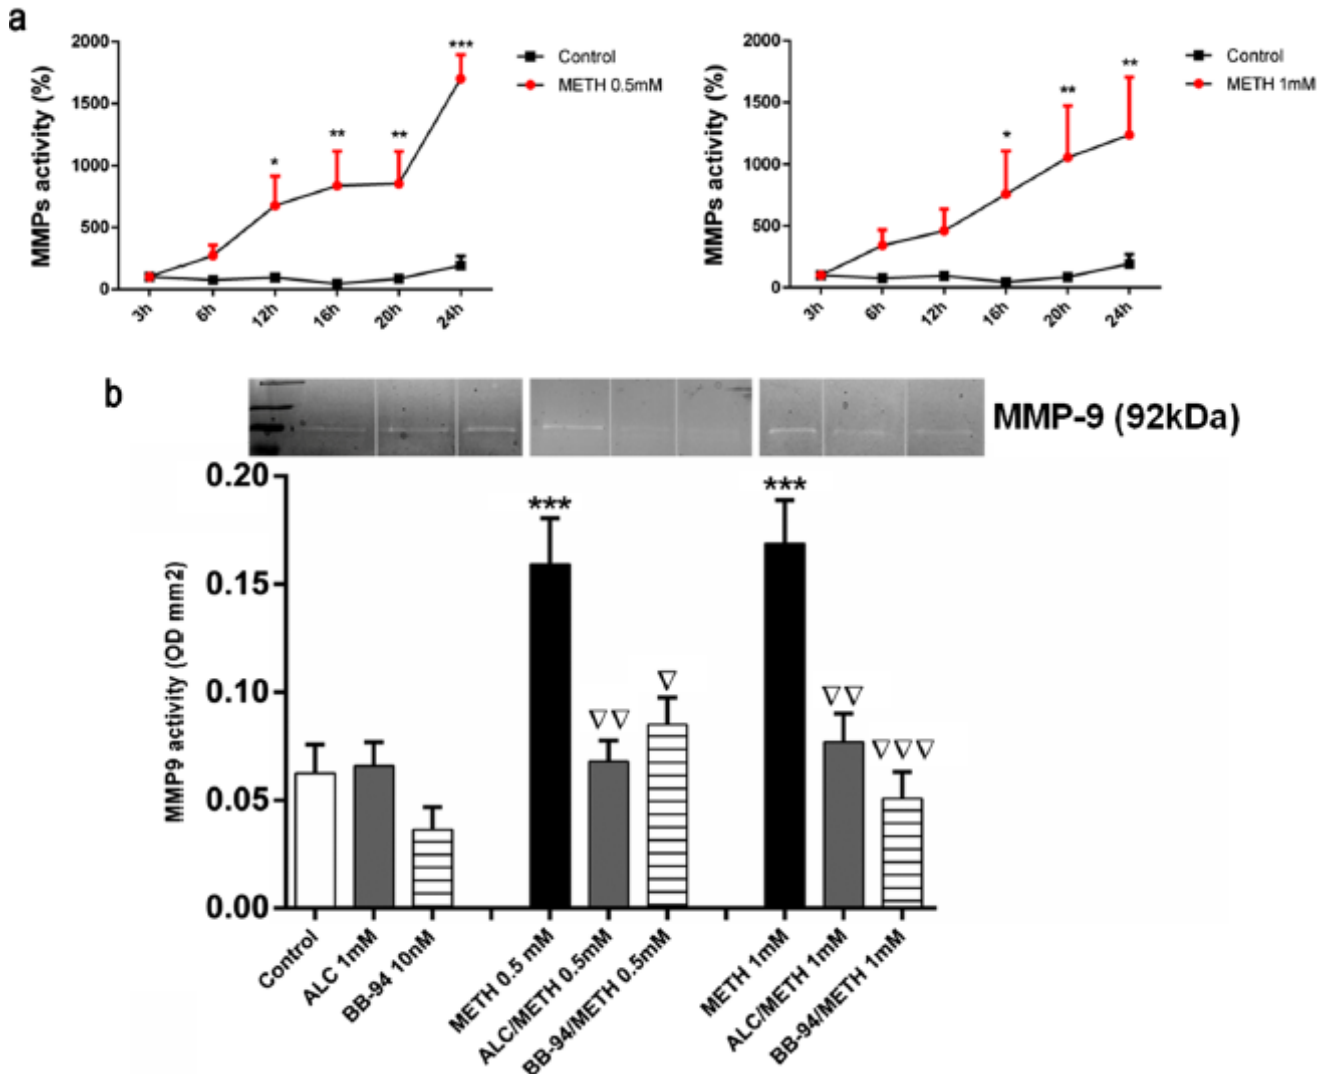 a
2000
1500
1000
500
0
MMPs activity (%)
* ** ** ***
3h 6h 12h 16h 20h 24h
Control
METH 0.5mM
2000
1500
1000
500
0
MMPs activity (%)
* ** **
3h 6h 12h 16h 20h 24h
Control
METH 1mM
b
MMP-9 (92kDa)
0.20
0.15
0.10
0.05
0.00
MMP9 activity (OD mm2)
*** ***
▽▽ ▽ ▽▽ ▽▽▽
Control
ALC 1mM
BB-94 10nM
METH 0.5 mM
ALC/METH 0.5mM
BB-94/METH 0.5mM
METH 1mM
ALC/METH 1mM
BB-94/METH 1mM